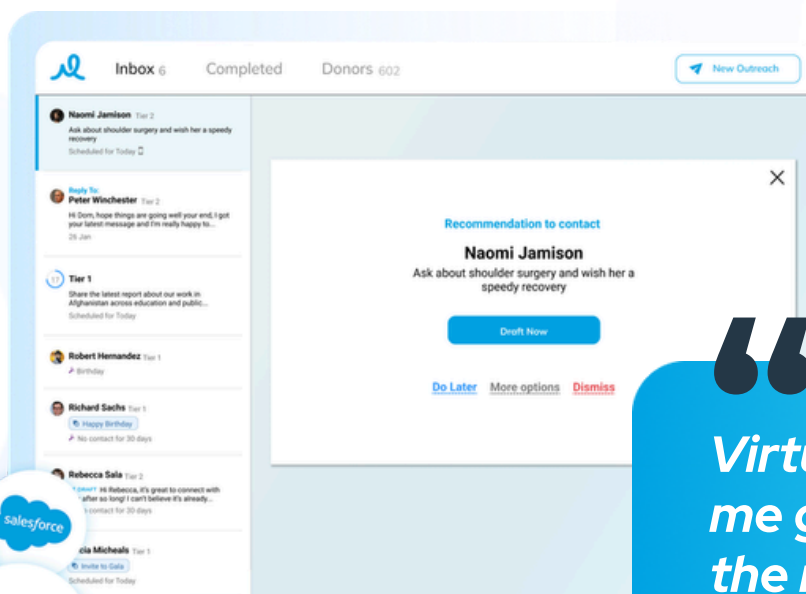 Inbox 6
Completed
Donors 602
New Outreach
Naomi Jamison Tier 2
Ask about shoulder surgery and wish her a speedy
recovery
Scheduled for Today
Reply To:
Peter Winchester Tier 2
Hi Dom, hope things are going well your end, I got
your latest message and I'm really happy to...
26 Jan
17
Tier 1
Share the latest report about our work in
Afghanistan across education and public...
Scheduled for Today
Robert Hernandez Tier 1
Birthday
Richard Sachs Tier 1
Happy Birthday
No contact for 30 days
Rebecca Sala Tier 2
Hi Rebecca, it's great to connect with
after so long! I can't believe it's already...
contact for 30 days
Micheals Tier 1
Invite to Gala
Scheduled for Today
salesforce
Recommendation to contact
Naomi Jamison
Ask about shoulder surgery and wish her a
speedy recovery
Draft Now
Do Later
More options
Dismiss
“
Virtu
me g
the